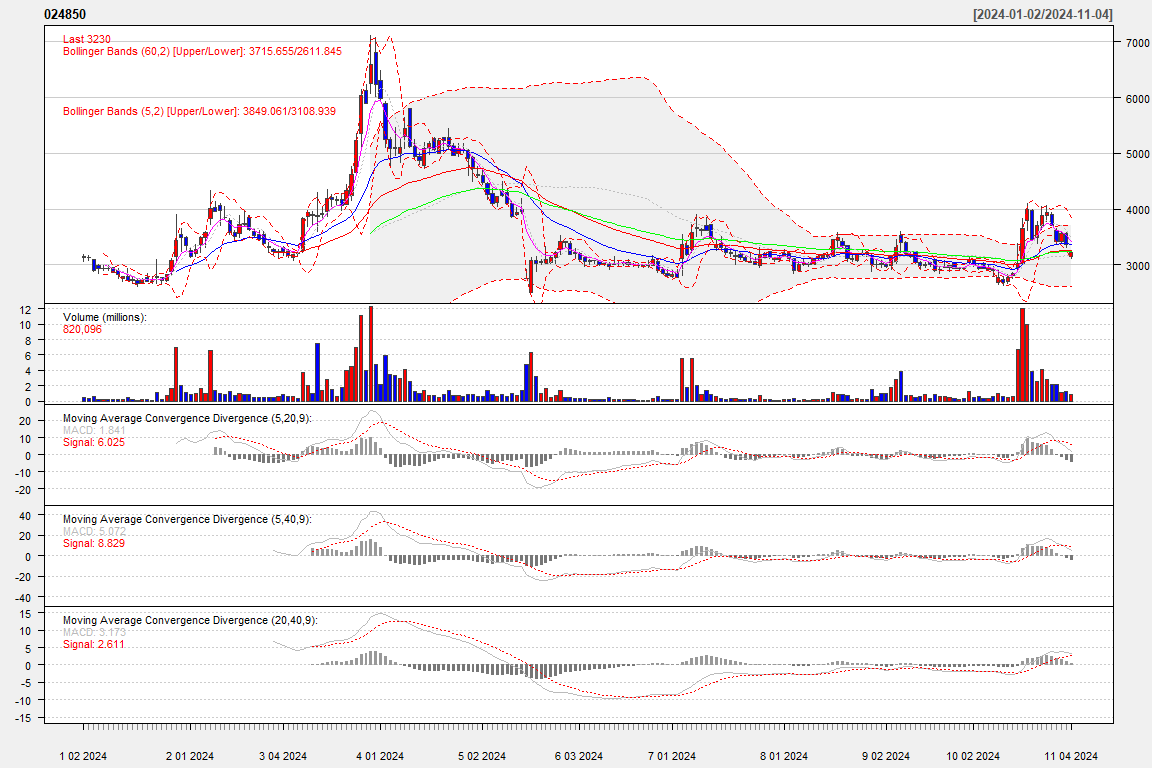 024850 [2024-01-02/2024-11-04]
Last 3230
Bollinger Bands (60,2) [Upper/Lower]: 3715.655/2611.845
Bollinger Bands (5,2) [Upper/Lower]: 3849.061/3108.939
7000
6000
5000
4000
3000
Volume (millions):
820,096
12
10
8
6
4
2
0
Moving Average Convergence Divergence (5,20,9):
MACD: 1.841
Signal: 6.025
20
10
0
-10
-20
Moving Average Convergence Divergence (5,40,9):
MACD: 5.072
Signal: 8.829
40
20
0
-20
-40
Moving Average Convergence Divergence (20,40,9):
MACD: 3.173
Signal: 2.611
15
10
5
0
-5
-10
-15
1 02 2024 2 01 2024 3 04 2024 4 01 2024 5 02 2024 6 03 2024 7 01 2024 8 01 2024 9 02 2024 10 02 2024 11 04 2024